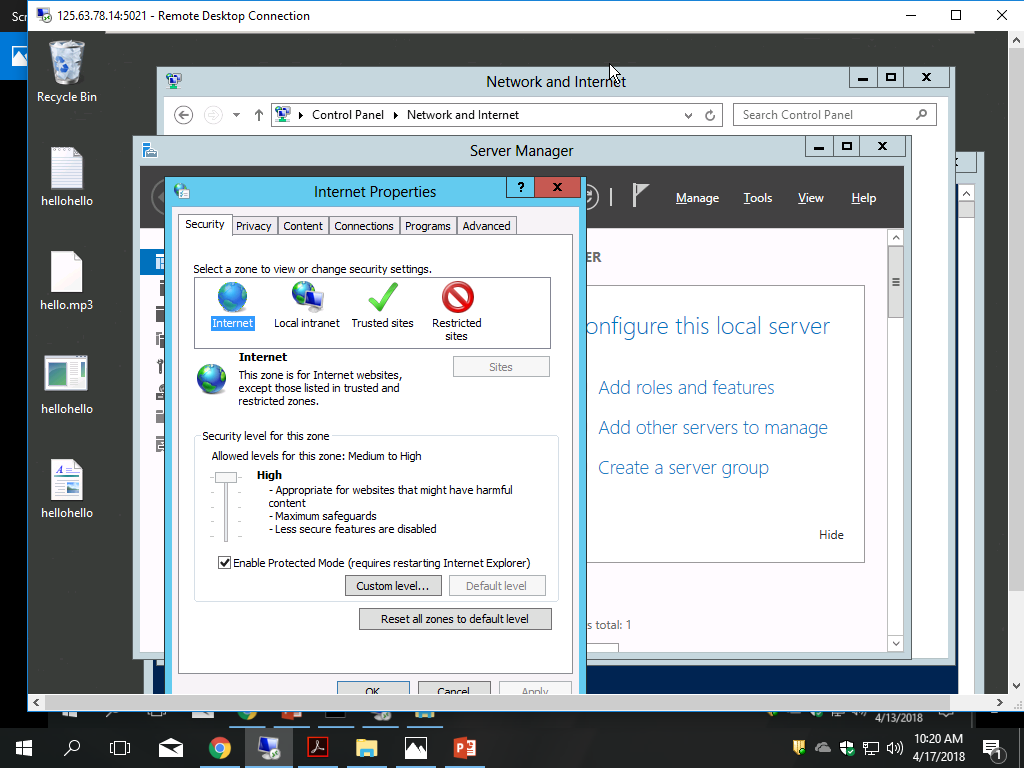 Scr
125.63.78.14:5021 - Remote Desktop Connection
Recycle Bin
hellohello
hello.mp3
hellohello
hellohello
Network and Internet
Control Panel
Network and Internet
Search Control Panel
Server Manager
Manage
Tools
View
Help
Internet Properties
?
Security
Privacy
Content
Connections
Programs
Advanced
Select a zone to view or change security settings.
Internet
Local intranet
Trusted sites
Restricted
sites
Internet
Sites
This zone is for Internet websites,
except those listed in trusted and
restricted zones.
Security level for this zone
Allowed levels for this zone: Medium to High
High
- Appropriate for websites that might have harmful
content
- Maximum safeguards
- Less secure features are disabled
Enable Protected Mode (requires restarting Internet Explorer)
Custom level...
Default level
Reset all zones to default level
OK
Cancel
Apply
ER
onfigure this local server
Add roles and features
Add other servers to manage
Create a server group
Hide
s total: 1
4/13/2018
10:20 AM
4/17/2018
1